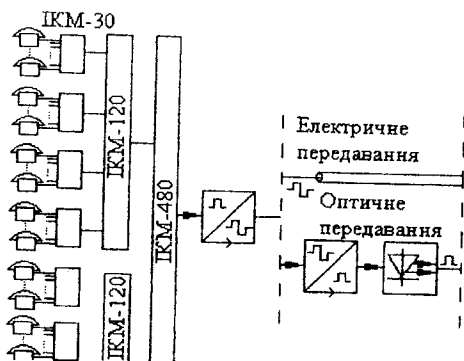 ІКМ-30
ІКМ-120
ІКМ-480
ІКМ-120
Електричне
передавання
Оптичне
передавання